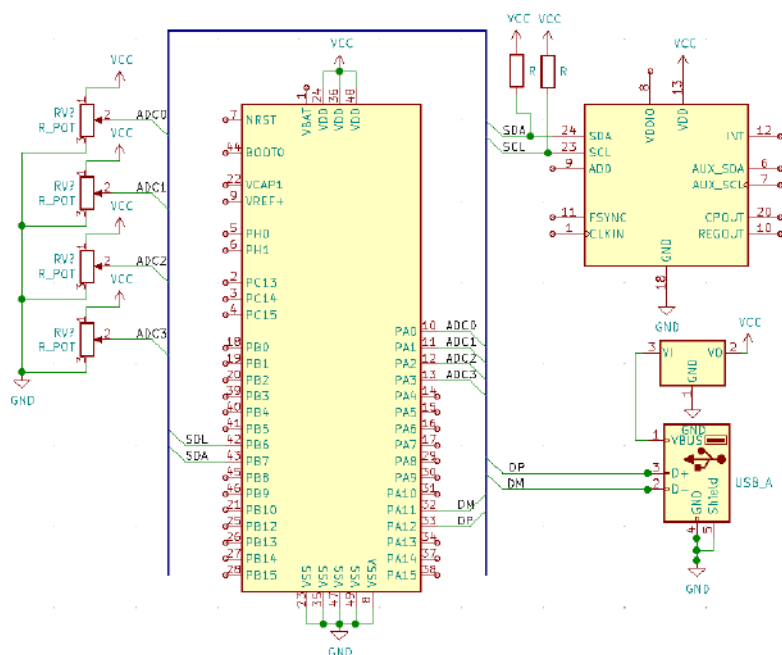 VCC
RV?
R_POT
2
ADC0
VCC
RV?
R_POT
2
ADC1
VCC
RV?
R_POT
2
ADC2
VCC
RV?
R_POT
2
ADC3
GND
VCC
1 24 36 48
VBAT VDD VDD VDD
7 NRST
44 BOOT0
22 VCAP1
9 VREF+
5 PH0
6 PH1
2 PC13
3 PC14
4 PC15
18 PB0
19 PB1
20 PB2
39 PB3
40 PB4
41 PB5
SDL 42 PB6
SDA 43 PB7
45 PB8
46 PB9
21 PB10
25 PB12
26 PB13
27 PB14
28 PB15
PA0 10 ADC0
PA1 11 ADC1
PA2 12 ADC2
PA3 13 ADC3
PA4 14
PA5 15
PA6 16
PA7 17
PA8 29
PA9 30
PA10 31
PA11 32 DM
PA12 33 DP
PA13 34
PA14 37
PA15 38
VSS VSS VSS VSS VSSA
23 35 47 49 8
GND
VCC VCC
R R
SDA
SCL
VCC
8 13
VDDIO VDD
24 SDA
23 SCL
9 AD0
11 FSYNC
1 CLKIN
INT 12
AUX_SDA 6
AUX_SCL 7
CPOUT 20
REGOUT 10
GND
18
GND
VCC
3 VI VO 2
GND
1
GND
1 VBUS
DP 3 D+
DM 2 D-
USB_A
GND Shield
4 5
GND